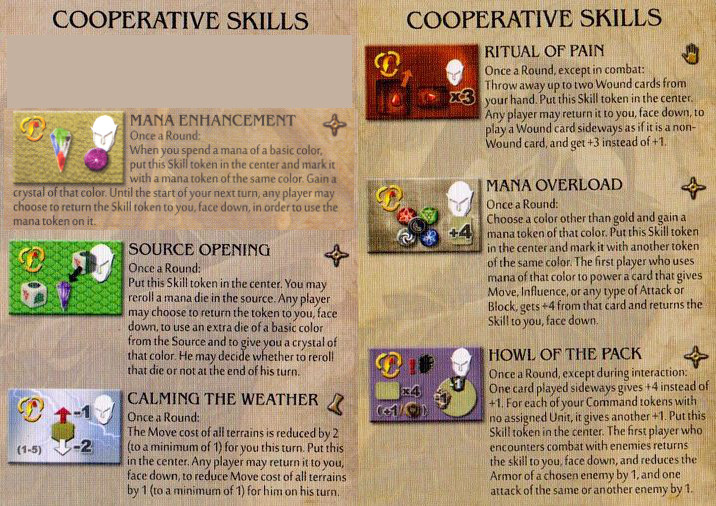 COOPERATIVE SKILLS
MANA ENHANCEMENT
Once a Round:
When you spend a mana of a basic color,
put this Skill token in the center and mark it
with a mana token of the same color. Gain a
crystal of that color. Until the start of your next turn, any player may
choose to return the Skill token to you, face down, in order to use the
mana token on it.
SOURCE OPENING
Once a Round:
Put this Skill token in the center. You may
reroll a mana die in the source. Any player
may choose to return the token to you, face
down, to use an extra die of a basic color
from the Source and to give you a crystal of
that color. He may decide whether to reroll
that die or not at the end of his turn.
-1
-2
(1-5)
CALMING THE WEATHER
Once a Round:
The Move cost of all terrains is reduced by 2
(to a minimum of 1) for you this turn. Put this
in the center. Any player may return it to you,
face down, to reduce Move cost of all terrains
by 1 (to a minimum of 1) for him on his turn.
COOPERATIVE SKILLS
×3
RITUAL OF PAIN
Once a Round, except in combat:
Throw away up to two Wound cards from
your hand. Put this Skill token in the center.
Any player may return it to you, face down, to
play a Wound card sideways as if it is a non-
Wound card, and get +3 instead of +1.
+4
MANA OVERLOAD
Once a Round:
Choose a color other than gold and gain a
mana token of that color. Put this Skill token
in the center and mark it with another token
of the same color. The first player who uses
mana of that color to power a card that gives
Move, Influence, or any type of Attack or
Block, gets +4 from that card and returns the
Skill to you, face down.
×4
(+1/
-1
-1
HOWL OF THE PACK
Once a Round, except during interaction:
One card played sideways gives +4 instead of
+1. For each of your Command tokens with
no assigned Unit, it gives another +1. Put this
Skill token in the center. The first player who
encounters combat with enemies returns
the skill to you, face down, and reduces the
Armor of a chosen enemy by 1, and one
attack of the same or another enemy by 1.